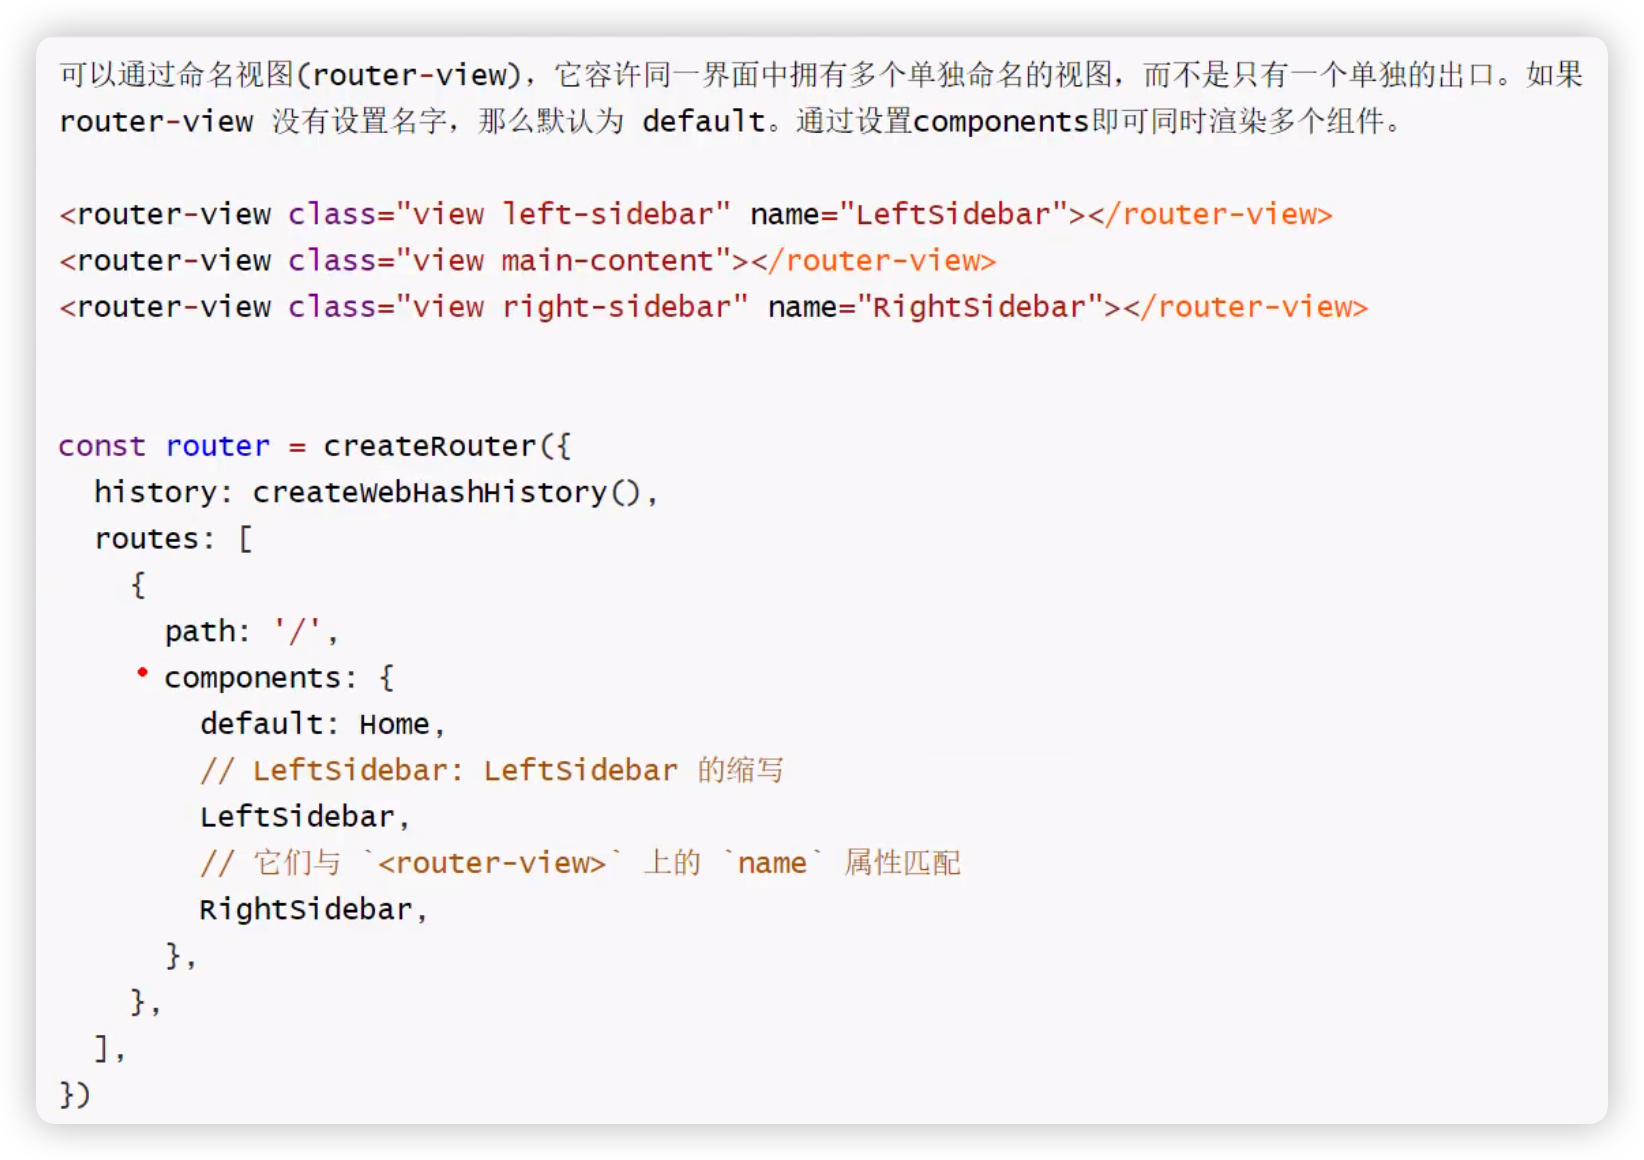 可以通过命名视图(router-view)，它容许同一界面中拥有多个单独命名的视图，而不是只有一个单独的出口。如果
router-view 没有设置名字，那么默认为 default。通过设置components即可同时渲染多个组件。
<router-view class="view left-sidebar" name="LeftSidebar"></router-view>
<router-view class="view main-content"></router-view>
<router-view class="view right-sidebar" name="RightSidebar"></router-view>
const router = createRouter({
  history: createWebHashHistory(),
  routes: [
    {
      path: '/',
      components: {
        default: Home,
        // LeftSidebar: LeftSidebar 的缩写
        LeftSidebar,
        // 它们与 `<router-view>` 上的 `name` 属性匹配
        RightSidebar,
      },
    },
  ],
})